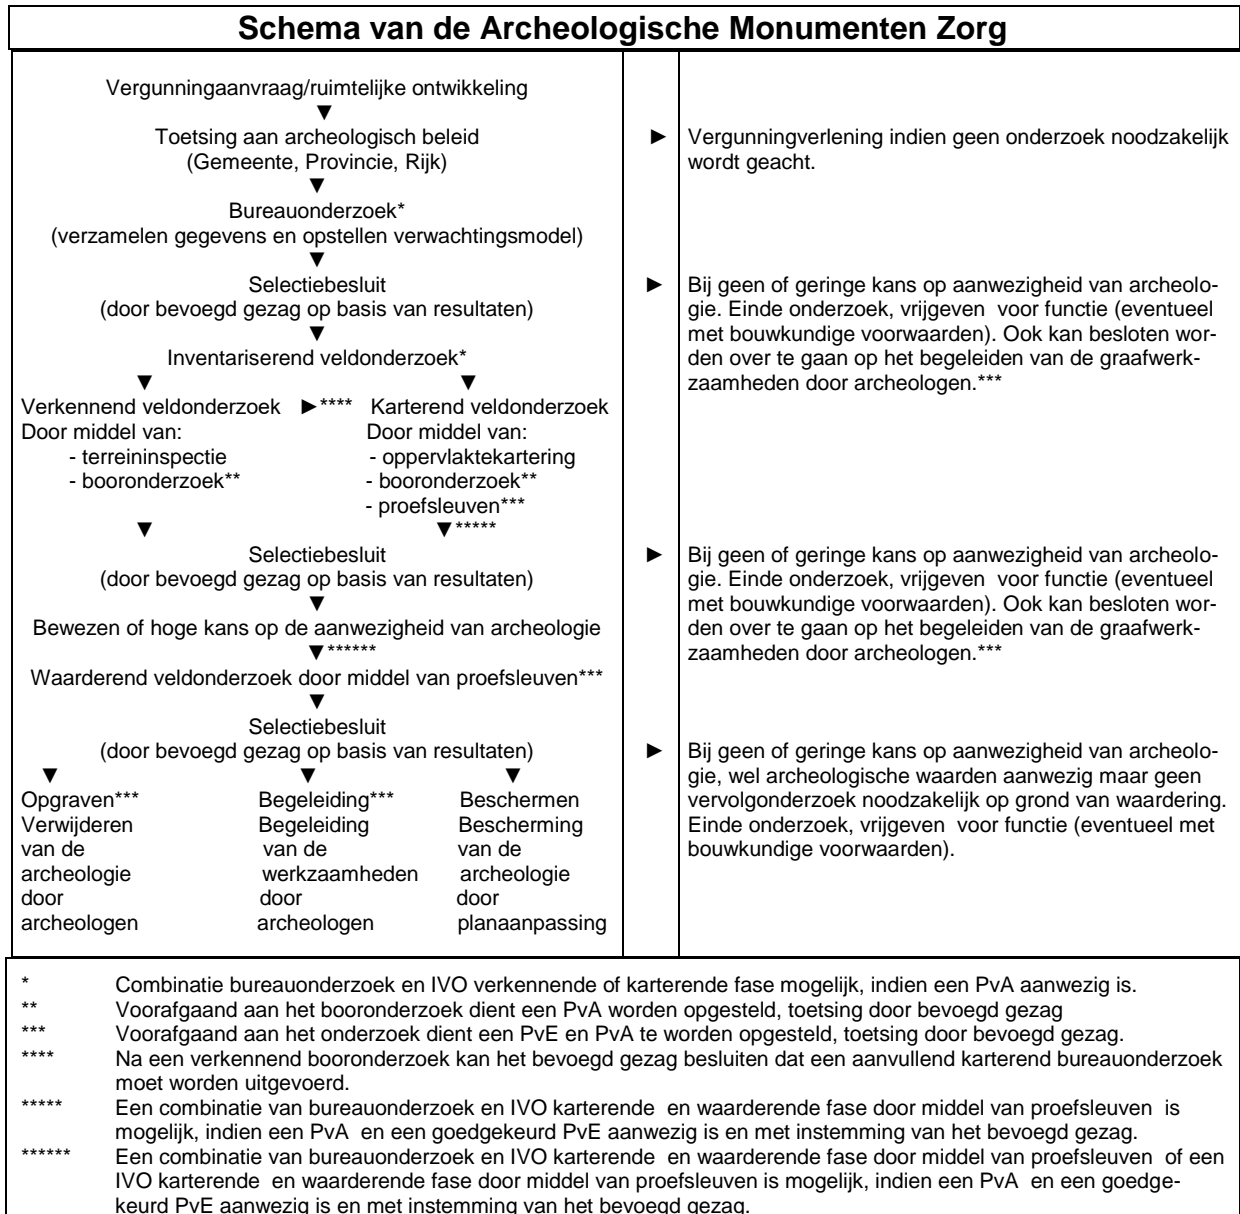 Schema van de Archeologische Monumenten Zorg
Vergunningaanvraag/ruimtelijke ontwikkeling
▼
Toetsing aan archeologisch beleid
(Gemeente, Provincie, Rijk)
► Vergunningverlening indien geen onderzoek noodzakelijk
wordt geacht.
▼
Bureauonderzoek*
(verzamelen gegevens en opstellen verwachtingsmodel)
▼
Selectiebesluit
(door bevoegd gezag op basis van resultaten)
► Bij geen of geringe kans op aanwezigheid van archeolo-
gie. Einde onderzoek, vrijgeven voor functie (eventueel
met bouwkundige voorwaarden). Ook kan besloten wor-
den over te gaan op het begeleiden van de graafwerk-
zaamheden door archeologen.***
▼
Inventariserend veldonderzoek*
▼ ▼
Verkennend veldonderzoek ►**** Karterend veldonderzoek
Door middel van: Door middel van:
- terreininspectie - oppervlaktekartering
- booronderzoek** - booronderzoek**
- proefsleuven***
▼ ▼*****
Selectiebesluit
(door bevoegd gezag op basis van resultaten)
► Bij geen of geringe kans op aanwezigheid van archeolo-
gie. Einde onderzoek, vrijgeven voor functie (eventueel
met bouwkundige voorwaarden). Ook kan besloten wor-
den over te gaan op het begeleiden van de graafwerk-
zaamheden door archeologen.***
▼
Bewezen of hoge kans op de aanwezigheid van archeologie
▼******
Waarderend veldonderzoek door middel van proefsleuven***
▼
Selectiebesluit
(door bevoegd gezag op basis van resultaten)
► Bij geen of geringe kans op aanwezigheid van archeolo-
gie, wel archeologische waarden aanwezig maar geen
vervolgonderzoek noodzakelijk op grond van waardering.
Einde onderzoek, vrijgeven voor functie (eventueel met
bouwkundige voorwaarden).
▼ ▼ ▼
Opgraven*** Begeleiding*** Beschermen
Verwijderen Begeleiding Bescherming
van de van de van de
archeologie werkzaamheden archeologie
door door door
archeologen archeologen planaanpassing
* Combinatie bureauonderzoek en IVO verkennende of karterende fase mogelijk, indien een PvA aanwezig is.
** Voorafgaand aan het booronderzoek dient een PvA worden opgesteld, toetsing door bevoegd gezag
*** Voorafgaand aan het onderzoek dient een PvE en PvA te worden opgesteld, toetsing door bevoegd gezag.
**** Na een verkennend booronderzoek kan het bevoegd gezag besluiten dat een aanvullend karterend bureauonderzoek
moet worden uitgevoerd.
***** Een combinatie van bureauonderzoek en IVO karterende en waarderende fase door middel van proefsleuven is
mogelijk, indien een PvA en een goedgekeurd PvE aanwezig is en met instemming van het bevoegd gezag.
****** Een combinatie van bureauonderzoek en IVO karterende en waarderende fase door middel van proefsleuven of een
IVO karterende en waarderende fase door middel van proefsleuven is mogelijk, indien een PvA en een goedge-
keurd PvE aanwezig is en met instemming van het bevoegd gezag.